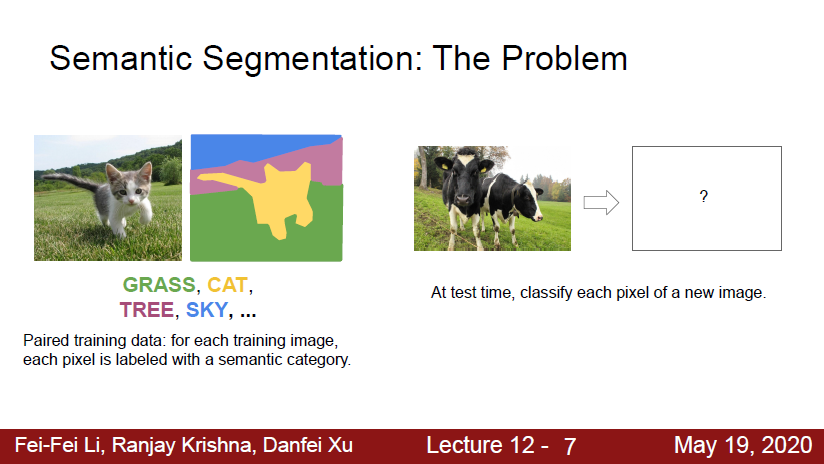 Semantic Segmentation: The Problem
GRASS, CAT,
TREE, SKY, ...
Paired training data: for each training image,
each pixel is labeled with a semantic category.
?
At test time, classify each pixel of a new image.
Fei-Fei Li, Ranjay Krishna, Danfei Xu
Lecture 12 - 7
May 19, 2020